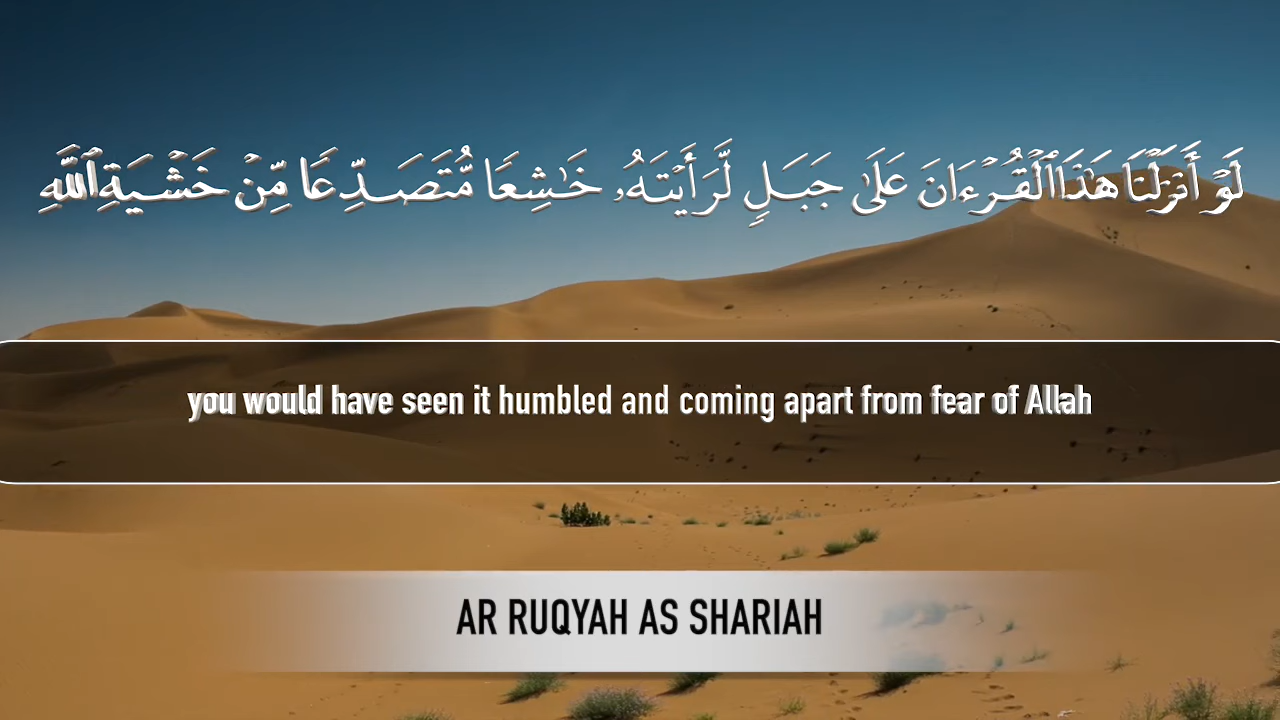 لَوْ أَنزَلْنَا هَـٰذَا ٱلْقُرْءَانَ عَلَىٰ جَبَلٍ لَّرَأَيْتَهُۥ خَـٰشِعًا مُّتَصَدِّعًا مِّنْ خَشْيَةِ ٱللَّهِ
you would have seen it humbled and coming apart from fear of Allah
AR RUQYAH AS SHARIAH